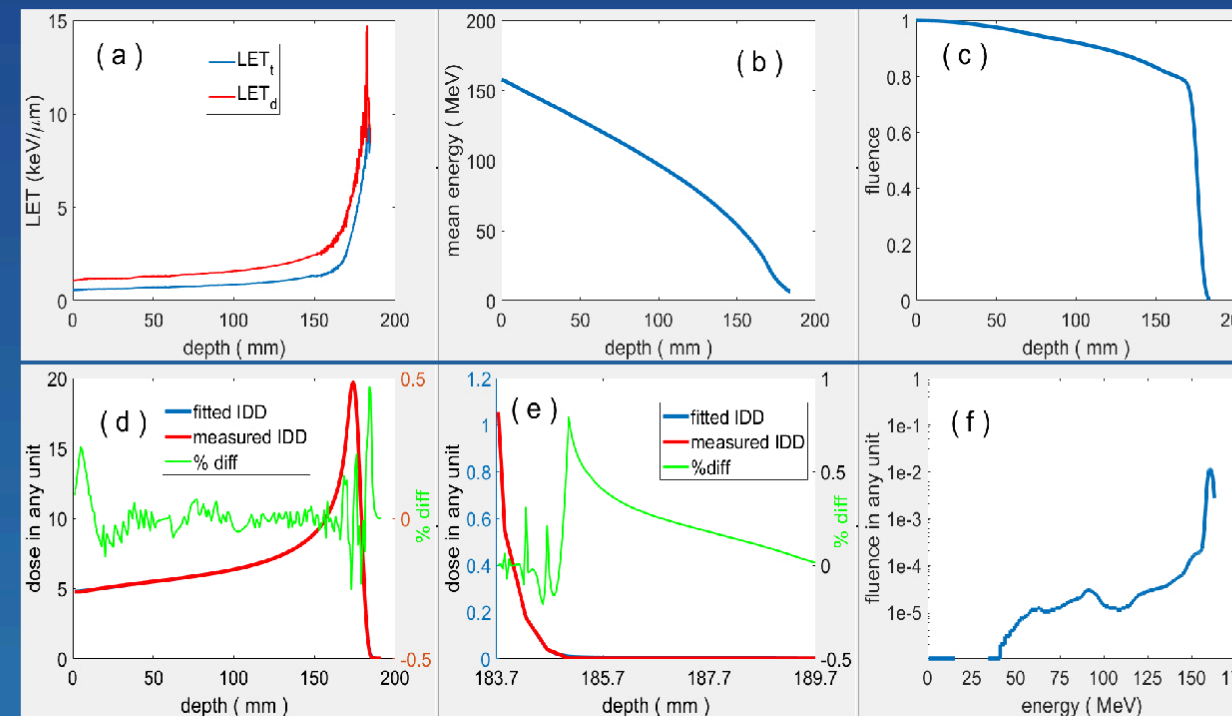 ( a )
LET_t
LET_d
LET (keV/μm)
15
10
5
0
0 50 100 150 200
depth ( mm)
( b )
mean energy ( MeV)
200
150
100
50
0
0 50 100 150 200
depth ( mm )
( c )
fluence
1
0.8
0.6
0.4
0.2
0
0 50 100 150
depth ( mm )
( d )
fitted IDD
measured IDD
% diff
dose in any unit
20
15
10
5
0
0.5
0
-0.5
% diff
0 50 100 150 200
depth ( mm )
( e )
fitted IDD
measured IDD
%diff
dose in any unit
1.2
1
0.8
0.6
0.4
0.2
0
1
0.5
0
-0.5
% diff
183.7 185.7 187.7 189.7
depth ( mm )
( f )
fluence in any unit
1
1e-1
1e-2
1e-3
1e-4
1e-5
0 25 50 75 100 125 150
energy ( MeV)